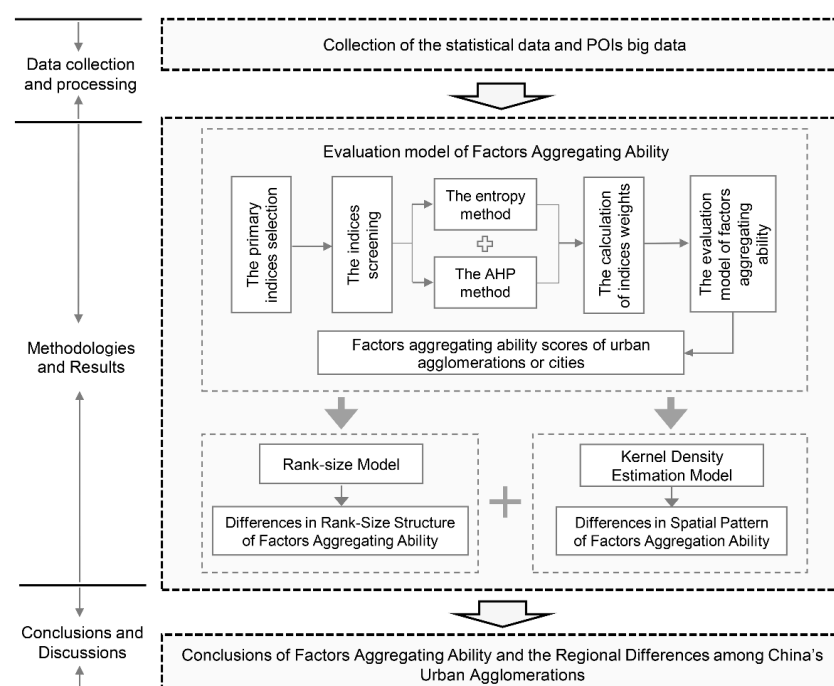 Collection of the statistical data and POIs big data
Data collection
and processing
Evaluation model of Factors Aggregating Ability
The primary
indices selection
The indices
screening
The entropy
method
The AHP
method
The calculation
of indices weights
The evaluation
model of factors
aggregating
ability
Factors aggregating ability scores of urban
agglomerations or cities
Methodologies
and Results
Rank-size Model
Differences in Rank-Size Structure
of Factors Aggregating Ability
Kernel Density
Estimation Model
Differences in Spatial Pattern
of Factors Aggregation Ability
Conclusions and
Discussions
Conclusions of Factors Aggregating Ability and the Regional Differences among China's
Urban Agglomerations